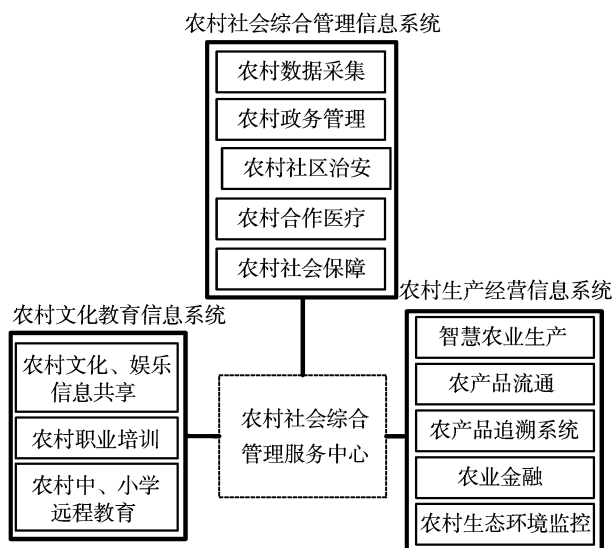 农村社会综合管理信息系统
农村数据采集
农村政务管理
农村社区治安
农村合作医疗
农村社会保障
农村文化教育信息系统
农村文化、娱乐
信息共享
农村职业培训
农村中、小学
远程教育
农村社会综合
管理服务中心
农村生产经营信息系统
智慧农业生产
农产品流通
农产品追溯系统
农业金融
农村生态环境监控